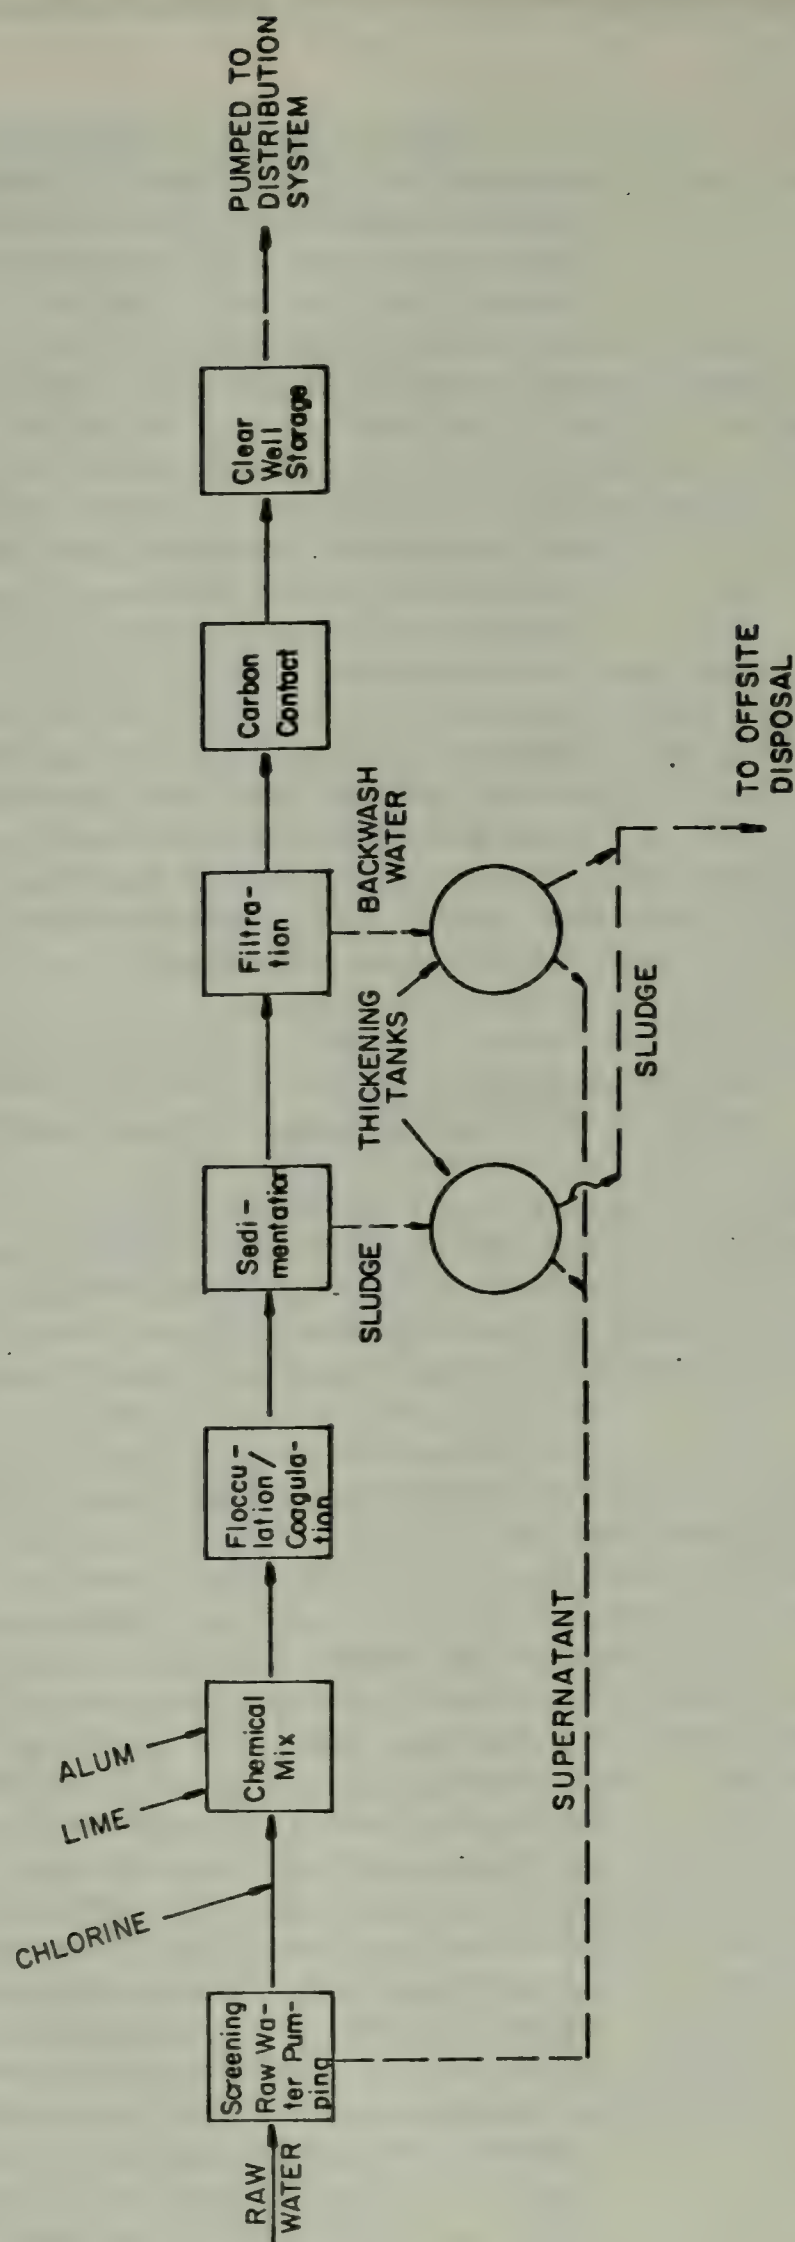 RAW
WATER
Screening
Raw Wa-
ter Pum-
ping
CHLORINE
LIME
ALUM
Chemical
Mix
Floccu-
lation/
Coagula-
tion
Sedi-
mentation
Filtra-
tion
Carbon
Contact
Clear
Well
Storage
PUMPED TO
DISTRIBUTION
SYSTEM
SLUDGE
THICKENING
TANKS
BACKWASH
WATER
SUPERNATANT
SLUDGE
TO OFFSITE
DISPOSAL